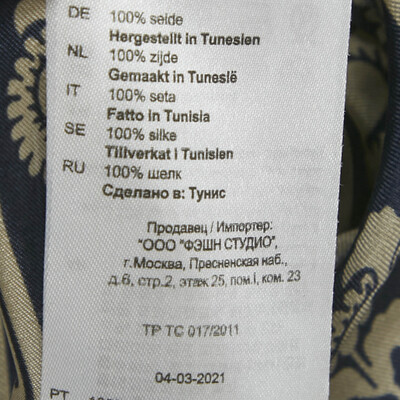 DE 100% seide
Hergestellt in Tunesien
NL 100% zijde
Gemaakt in Tunesië
IT 100% seta
Fatto in Tunisia
SE 100% silke
Tillverkat i Tunisien
RU 100% шелк
Сделано в: Тунис
Продавец / Импортер:
"ООО "ФЭШН СТУДИО",
г.Москва, Пресненская наб.,
д.6, стр.2, этаж 25, пом.I, ком. 23
ТР ТС 017/2011
04-03-2021
PT